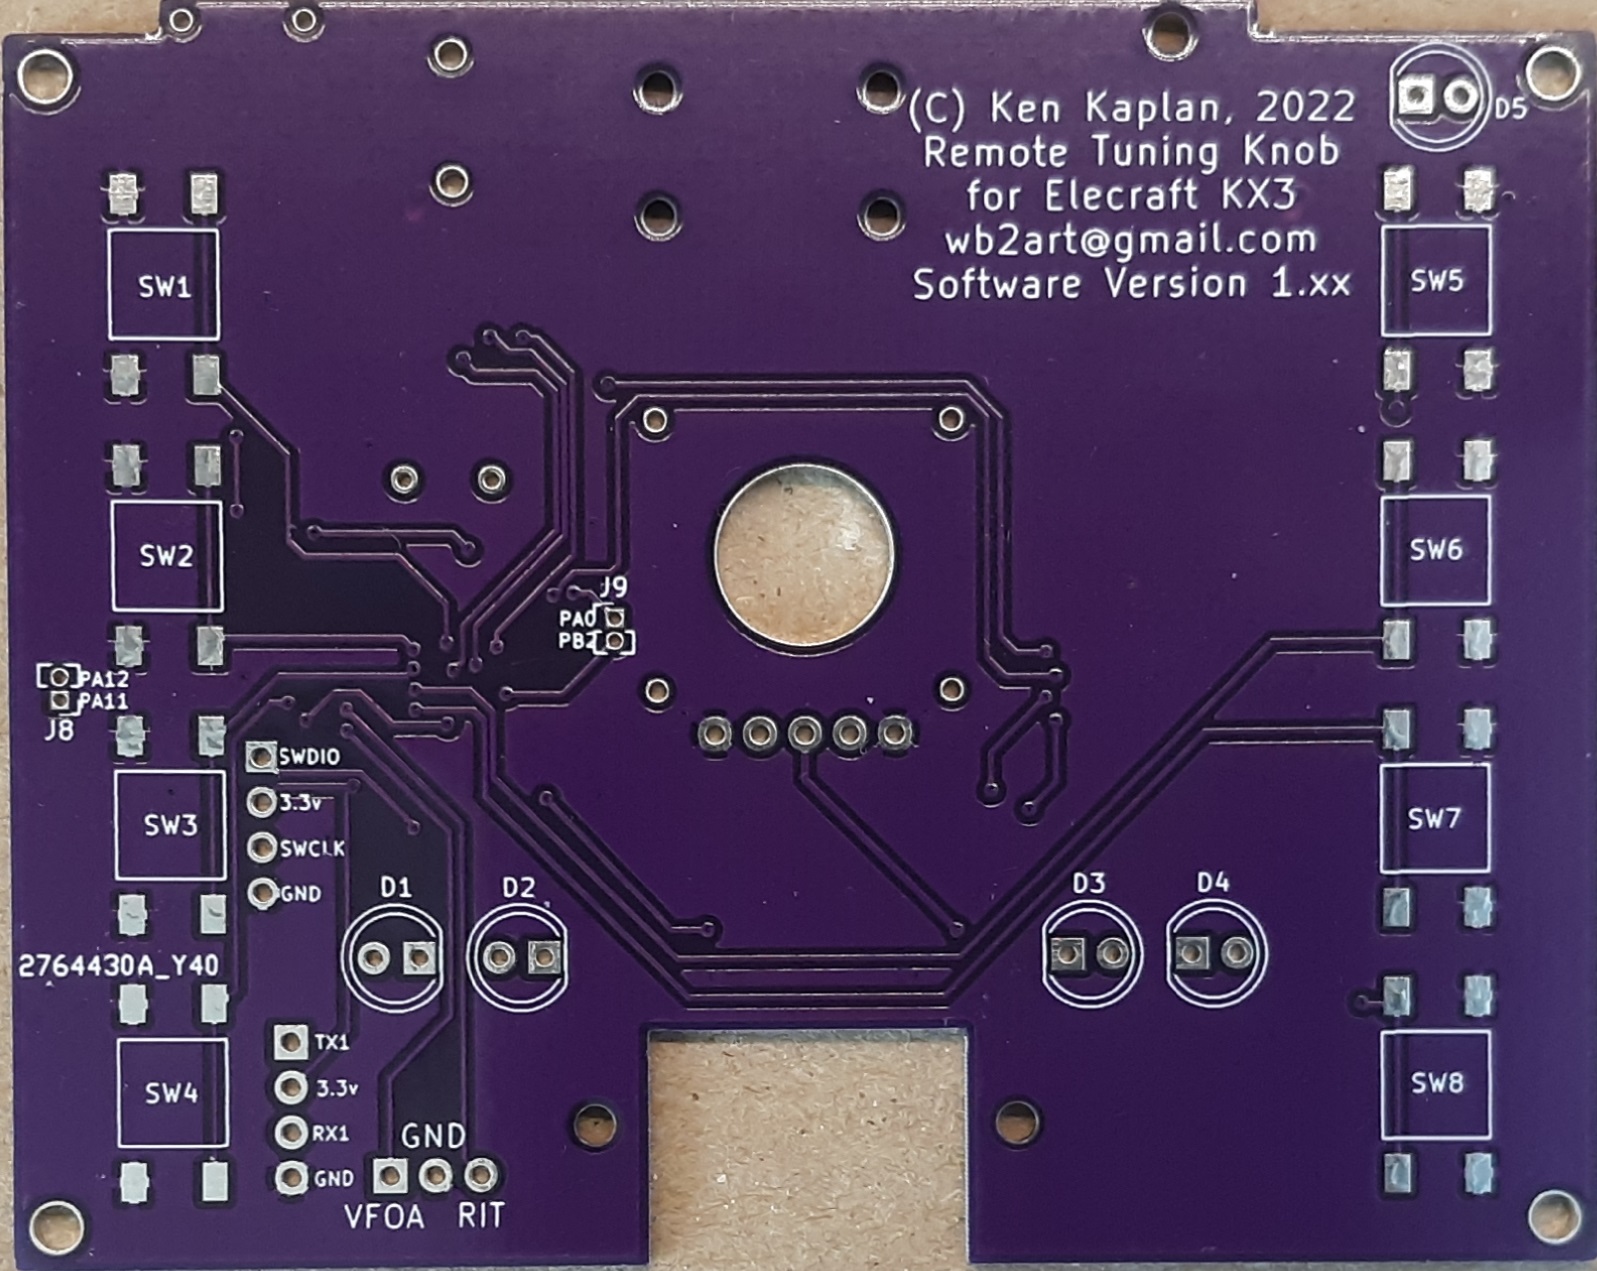 (C) Ken Kaplan, 2022
Remote Tuning Knob
for Elecraft KX3
wb2art@gmail.com
Software Version 1.xx
D5
SW1
SW5
SW2
SW6
J9
PA0
PB2
PA12
PA11
J8
SWDIO
3.3v
SWCLK
GND
SW3
SW7
D1
D2
D3
D4
2764430A_Y40
TX1
3.3v
RX1
GND
SW4
SW8
GND
VFOA RIT